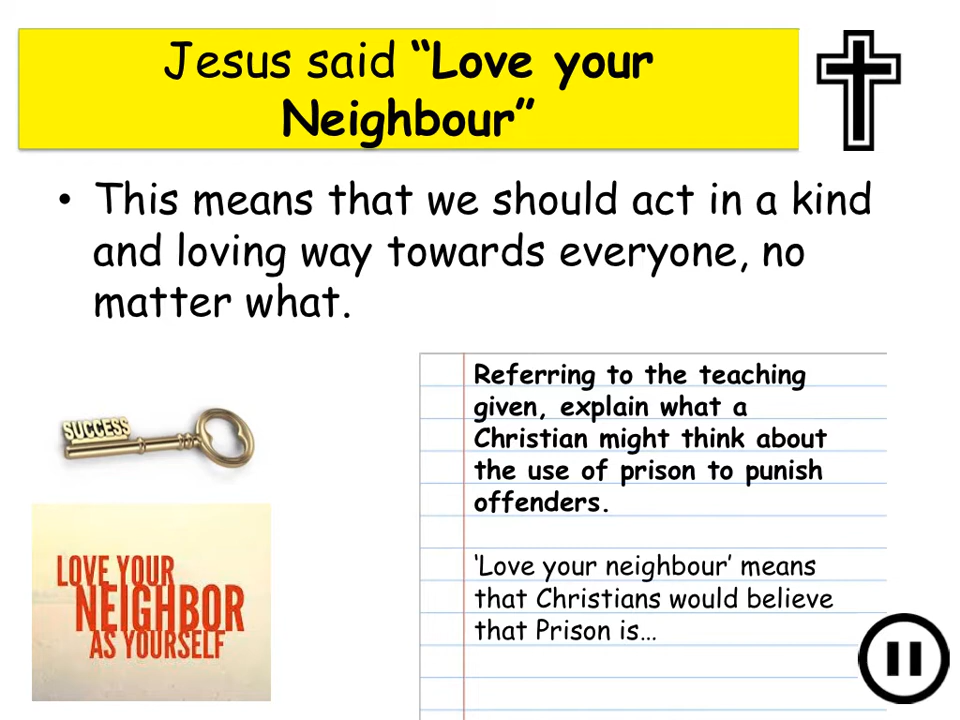 Jesus said “Love your
Neighbour”
• This means that we should act in a kind
and loving way towards everyone, no
matter what.
SUCCESS
LOVE YOUR
NEIGHBOR
AS YOURSELF
Referring to the teaching
given, explain what a
Christian might think about
the use of prison to punish
offenders.
‘Love your neighbour’ means
that Christians would believe
that Prison is…